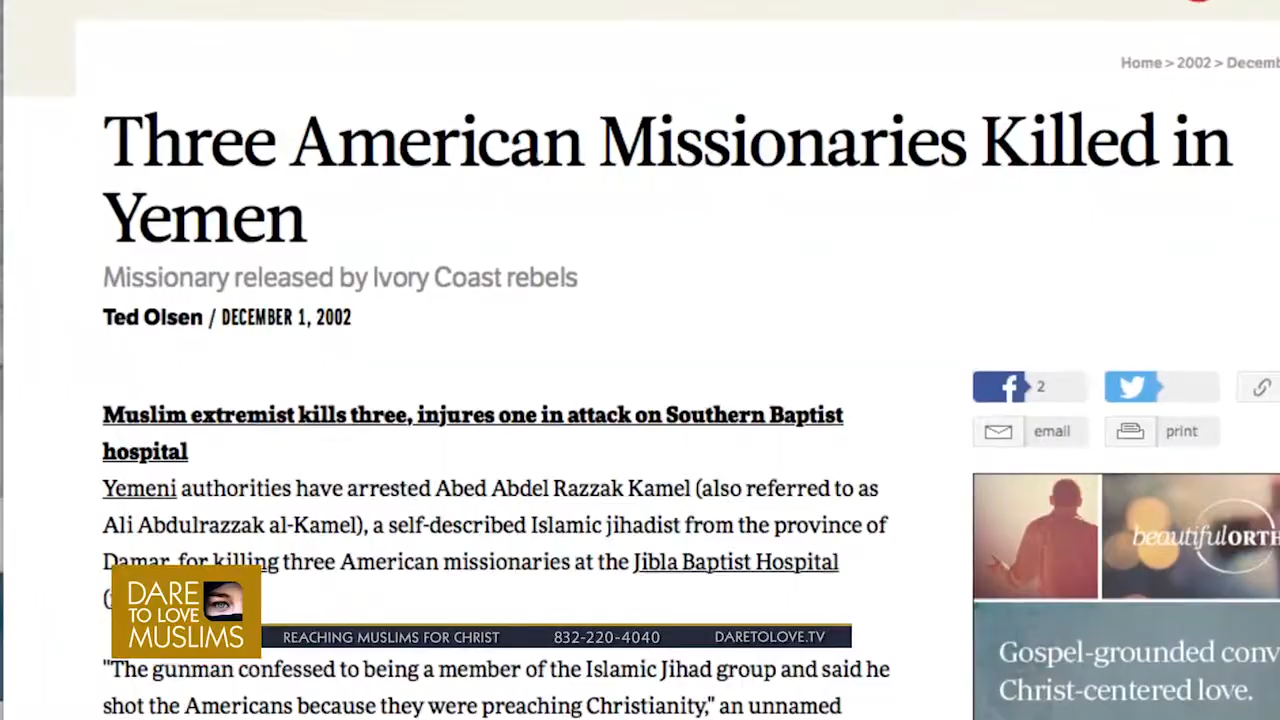 Home > 2002 > Decemb
Three American Missionaries Killed in
Yemen
Missionary released by Ivory Coast rebels
Ted Olsen / DECEMBER 1, 2002
2
email
print
Muslim extremist kills three, injures one in attack on Southern Baptist
hospital
Yemeni authorities have arrested Abed Abdel Razzak Kamel (also referred to as
Ali Abdulrazzak al-Kamel), a self-described Islamic jihadist from the province of
Damar, for killing three American missionaries at the Jibla Baptist Hospital
"The gunman confessed to being a member of the Islamic Jihad group and said he
shot the Americans because they were preaching Christianity," an unnamed
beautifulORTH
Gospel-grounded conv
Christ-centered love.
DARE
TO LOVE
MUSLIMS
REACHING MUSLIMS FOR CHRIST 832-220-4040 DARETOLOVE.TV